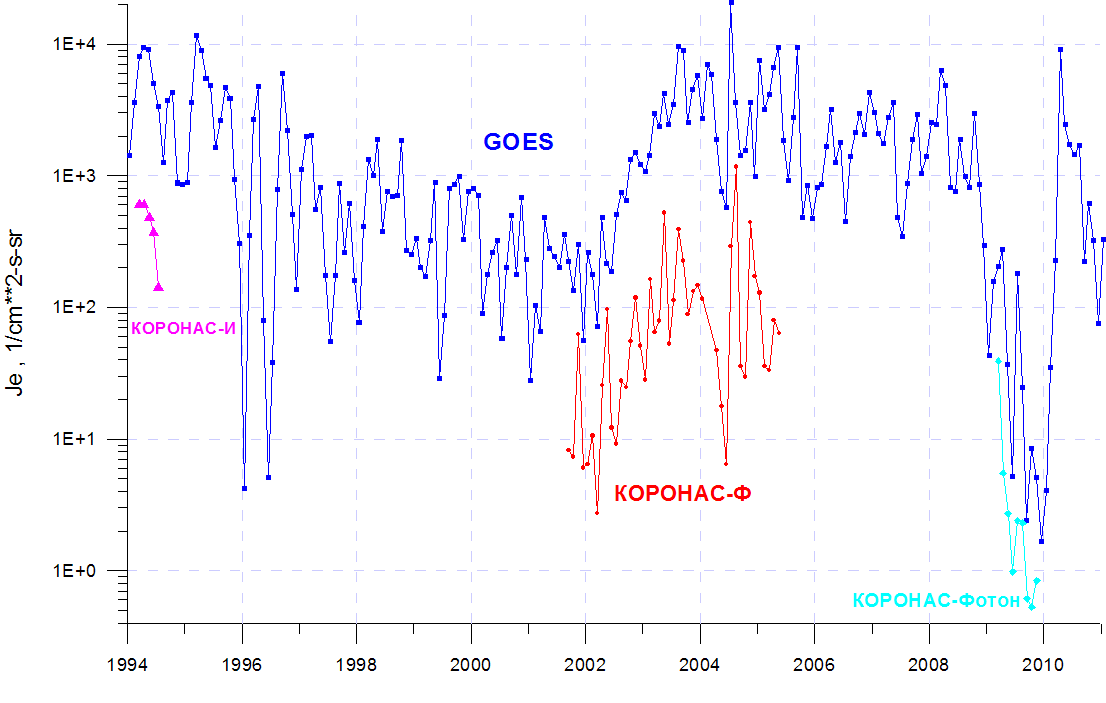 1E+4
GOES
1E+3
Je , 1/cm**2-s-sr
1E+2
КОРОНАС-И
1E+1
КОРОНАС-Ф
1E+0
КОРОНАС-Фотон
1994 1996 1998 2000 2002 2004 2006 2008 2010